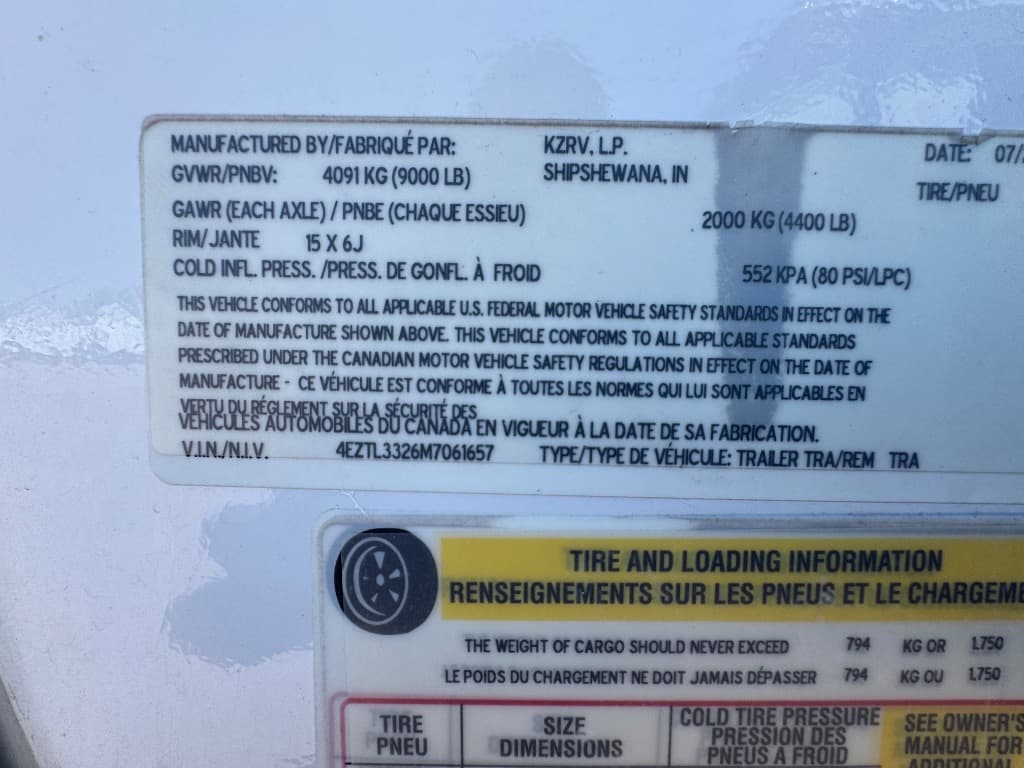 MANUFACTURED BY/FABRIQUÉ PAR: KZRV, L.P. DATE: 07/
GVWR/PNBV: 4091 KG (9000 LB) SHIPSHEWANA, IN TIRE/PNEU
GAWR (EACH AXLE) / PNBE (CHAQUE ESSIEU) 2000 KG (4400 LB)
RIM/JANTE 15 X 6J
COLD INFL. PRESS. /PRESS. DE GONFL. À FROID 552 KPA (80 PSI/LPC)
THIS VEHICLE CONFORMS TO ALL APPLICABLE U.S. FEDERAL MOTOR VEHICLE SAFETY STANDARDS IN EFFECT ON THE
DATE OF MANUFACTURE SHOWN ABOVE. THIS VEHICLE CONFORMS TO ALL APPLICABLE STANDARDS
PRESCRIBED UNDER THE CANADIAN MOTOR VEHICLE SAFETY REGULATIONS IN EFFECT ON THE DATE OF
MANUFACTURE - CE VÉHICULE EST CONFORME À TOUTES LES NORMES QUI LUI SONT APPLICABLES EN
VERTU DU RÉGLEMENT SUR LA SÉCURITÉ DES
VÉHICULES AUTOMOBILES DU CANADA EN VIGUEUR À LA DATE DE SA FABRICATION.
V.I.N./N.I.V. 4EZTL3326M7061657 TYPE/TYPE DE VÉHICULE: TRAILER TRA/REM TRA
TIRE AND LOADING INFORMATION
RENSEIGNEMENTS SUR LES PNEUS ET LE CHARGEME
THE WEIGHT OF CARGO SHOULD NEVER EXCEED 794 KG OR 1,750
LE POIDS DU CHARGEMENT NE DOIT JAMAIS DÉPASSER 794 KG OU 1,750
TIRE SIZE COLD TIRE PRESSURE SEE OWNER'S
PNEU DIMENSIONS PRESSION DES MANUAL FOR
PNEUS A FROID ADDITIONAL